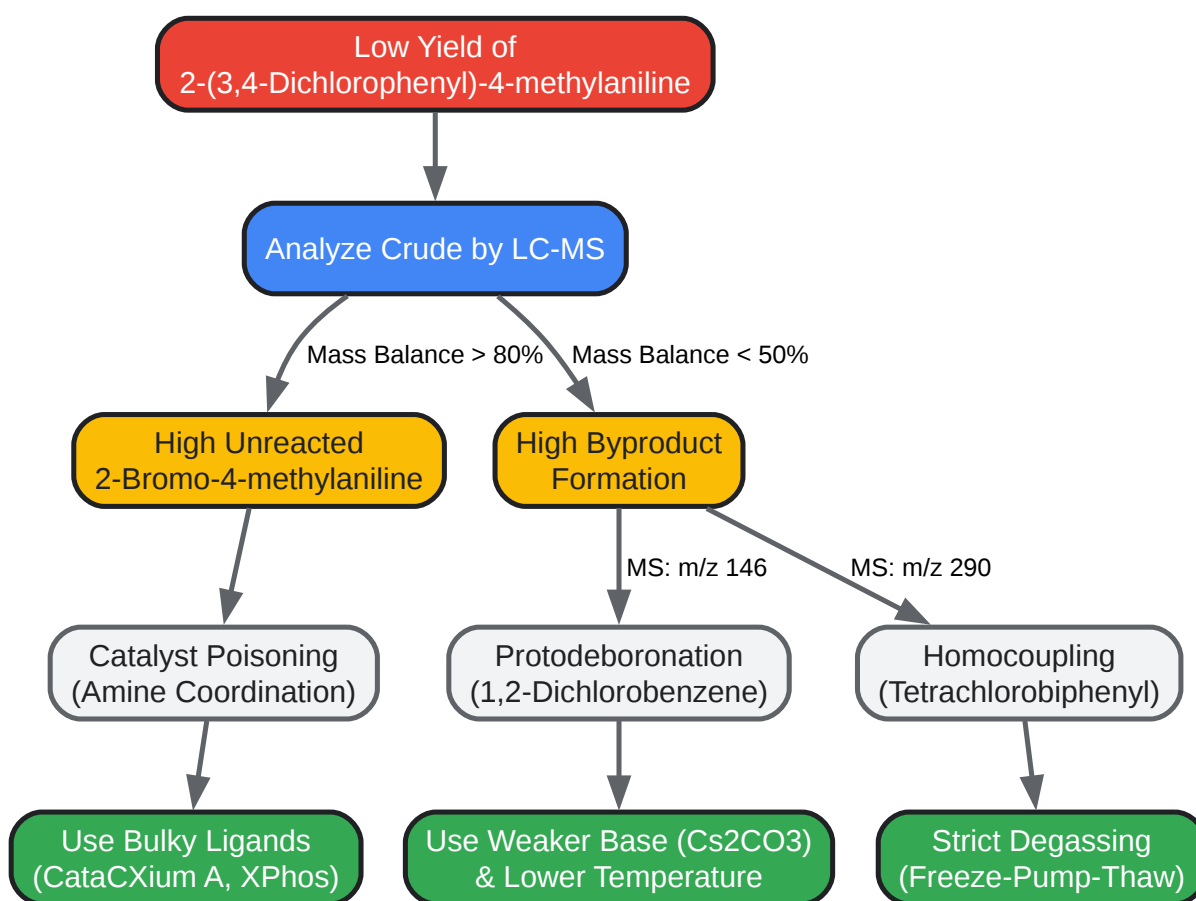 Low Yield of
2-(3,4-Dichlorophenyl)-4-methylaniline
Analyze Crude by LC-MS
Mass Balance > 80%
Mass Balance < 50%
High Unreacted
2-Bromo-4-methylaniline
High Byproduct
Formation
MS: m/z 146
MS: m/z 290
Catalyst Poisoning
(Amine Coordination)
Protodeboronation
(1,2-Dichlorobenzene)
Homocoupling
(Tetrachlorobiphenyl)
Use Bulky Ligands
(CataCXium A, XPhos)
Use Weaker Base (Cs2CO3)
& Lower Temperature
Strict Degassing
(Freeze-Pump-Thaw)